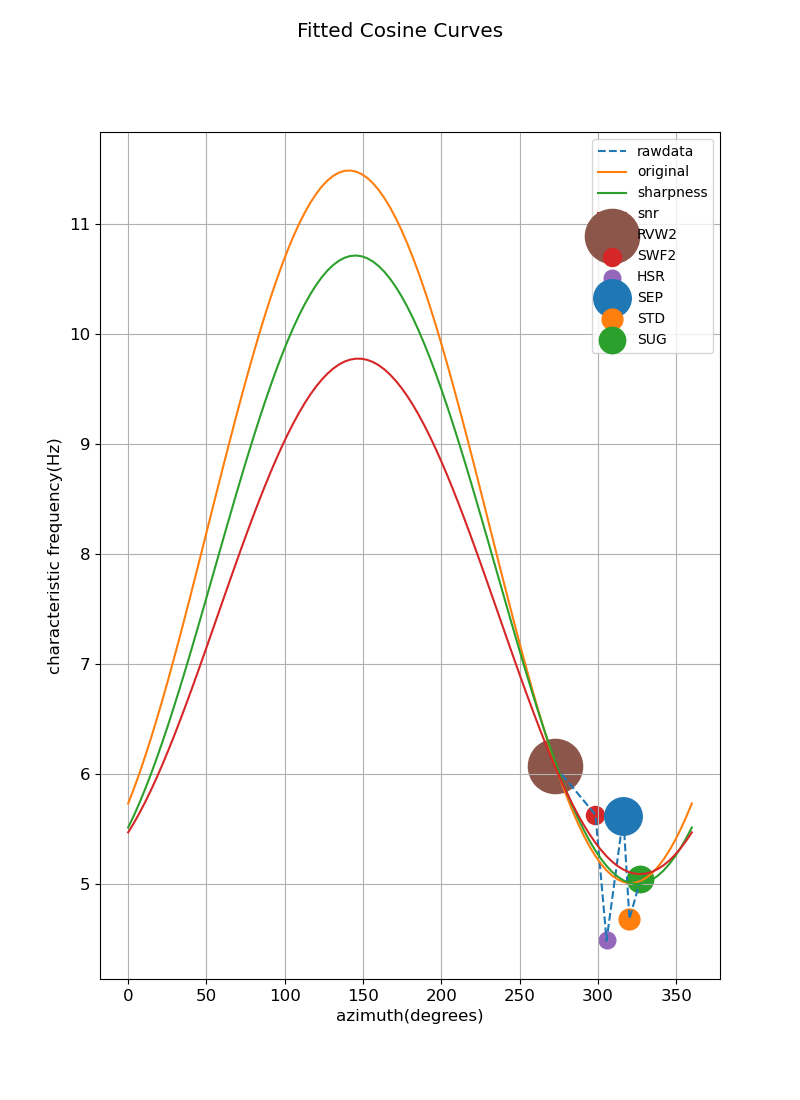 Fitted Cosine Curves
rawdata
original
sharpness
snr
RVW2
SWF2
HSR
SEP
STD
SUG
11
10
9
8
7
6
5
characteristic frequency(Hz)
0 50 100 150 200 250 300 350
azimuth(degrees)